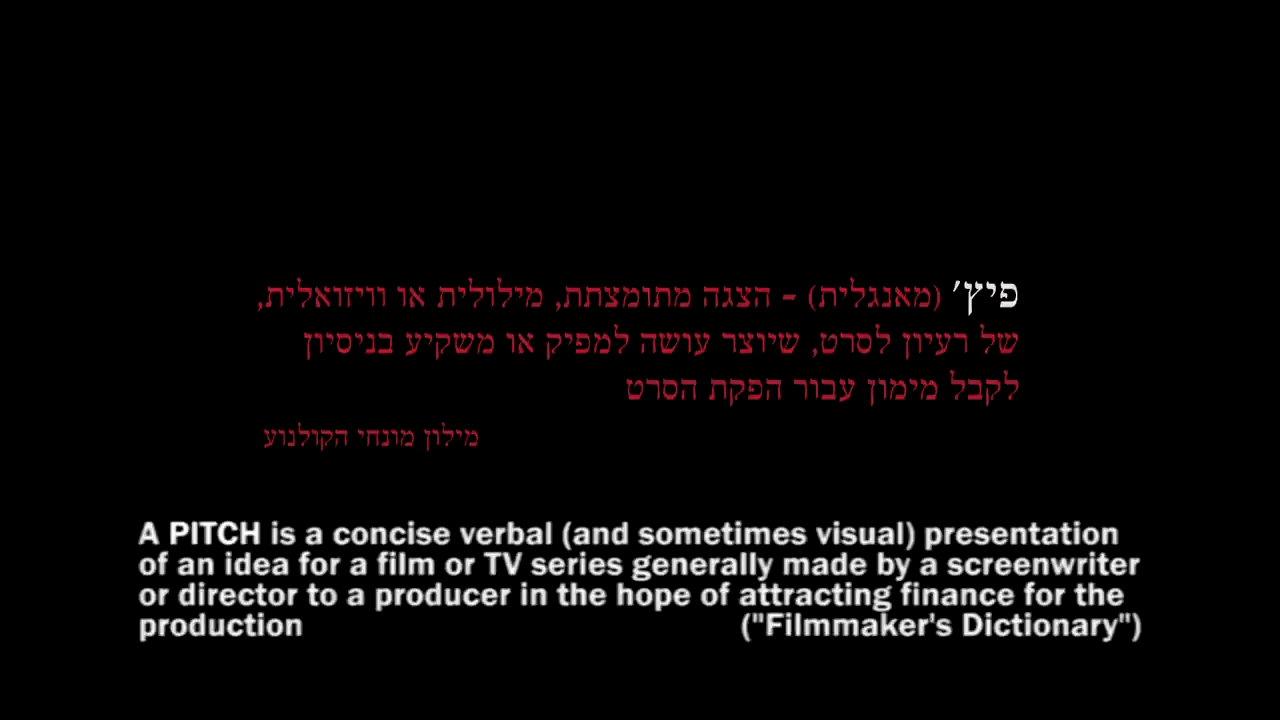 פיץ׳ (מאנגלית) - הצגה מתומצתת, מילולית או וויזואלית,
של רעיון לסרט, שיוצר עושה למפיק או משקיע בניסיון
לקבל מימון עבור הפקת הסרט
מילון מונחי הקולנוע
A PITCH is a concise verbal (and sometimes visual) presentation
of an idea for a film or TV series generally made by a screenwriter
or director to a producer in the hope of attracting finance for the
production ("Filmmaker's Dictionary")